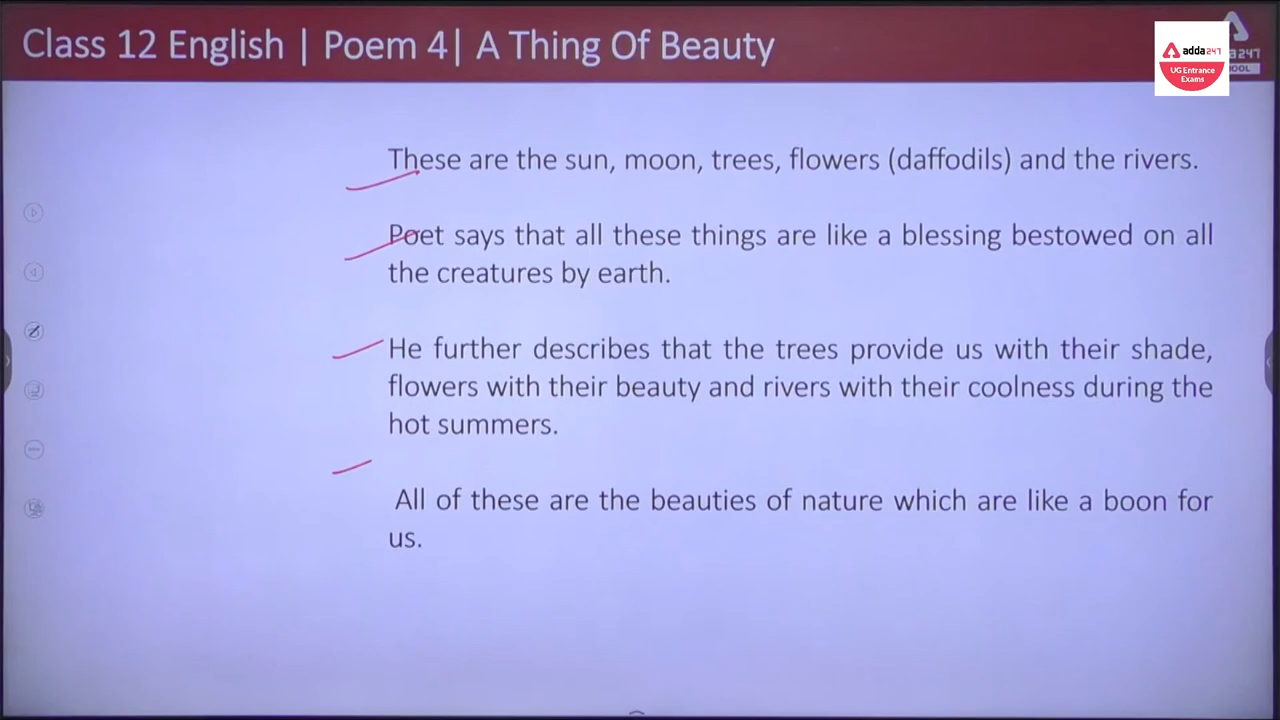 Class 12 English | Poem 4| A Thing Of Beauty
adda247
UG Entrance
Exams
These are the sun, moon, trees, flowers (daffodils) and the rivers.
Poet says that all these things are like a blessing bestowed on all
the creatures by earth.
He further describes that the trees provide us with their shade,
flowers with their beauty and rivers with their coolness during the
hot summers.
All of these are the beauties of nature which are like a boon for
us.